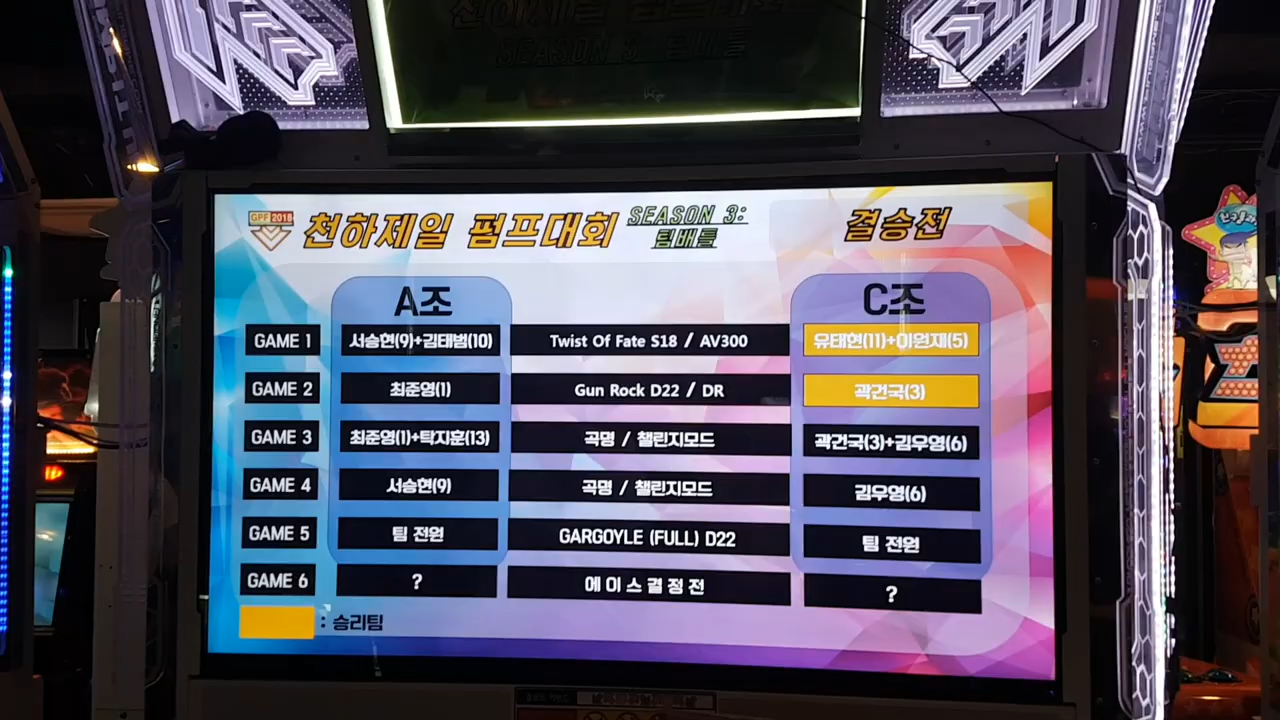 GPF 2018
천하제일 펌프대회
SEASON 3:
팀배틀
결승전
A조
C조
GAME 1 서승현(9)+김태범(10) Twist Of Fate S18 / AV300 유태현(11)+이원재(5)
GAME 2 최준영(1) Gun Rock D22 / DR 곽건국(3)
GAME 3 최준영(1)+탁지훈(13) 곡명 / 챌린지모드 곽건국(3)+김우영(6)
GAME 4 서승현(9) 곡명 / 챌린지모드 김우영(6)
GAME 5 팀 전원 GARGOYLE (FULL) D22 팀 전원
GAME 6 ? 에이스결정전 ?
: 승리팀